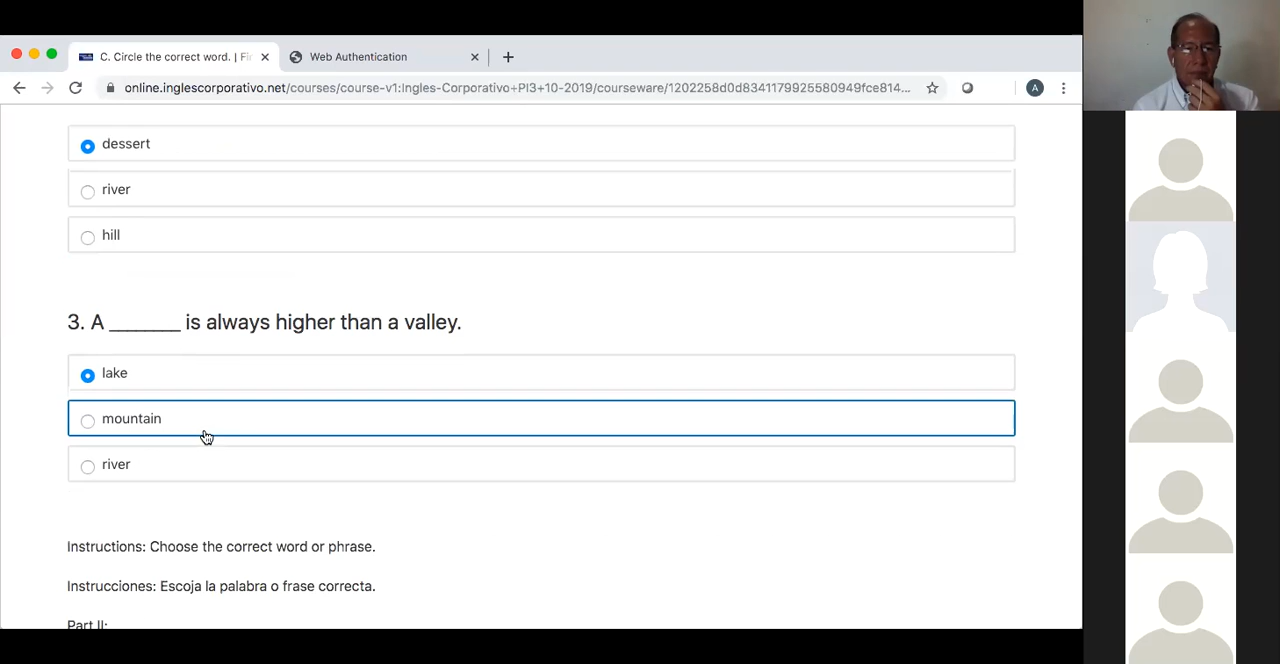 C. Circle the correct word. | Fi
Web Authentication
online.inglescorporativo.net/courses/course-v1:Ingles-Corporativo+PI3+10-2019/courseware/1202258d0d8341179925580949fce814...
A
dessert
river
hill
3. A ________ is always higher than a valley.
lake
mountain
river
Instructions: Choose the correct word or phrase.
Instrucciones: Escoja la palabra o frase correcta.
Part II: